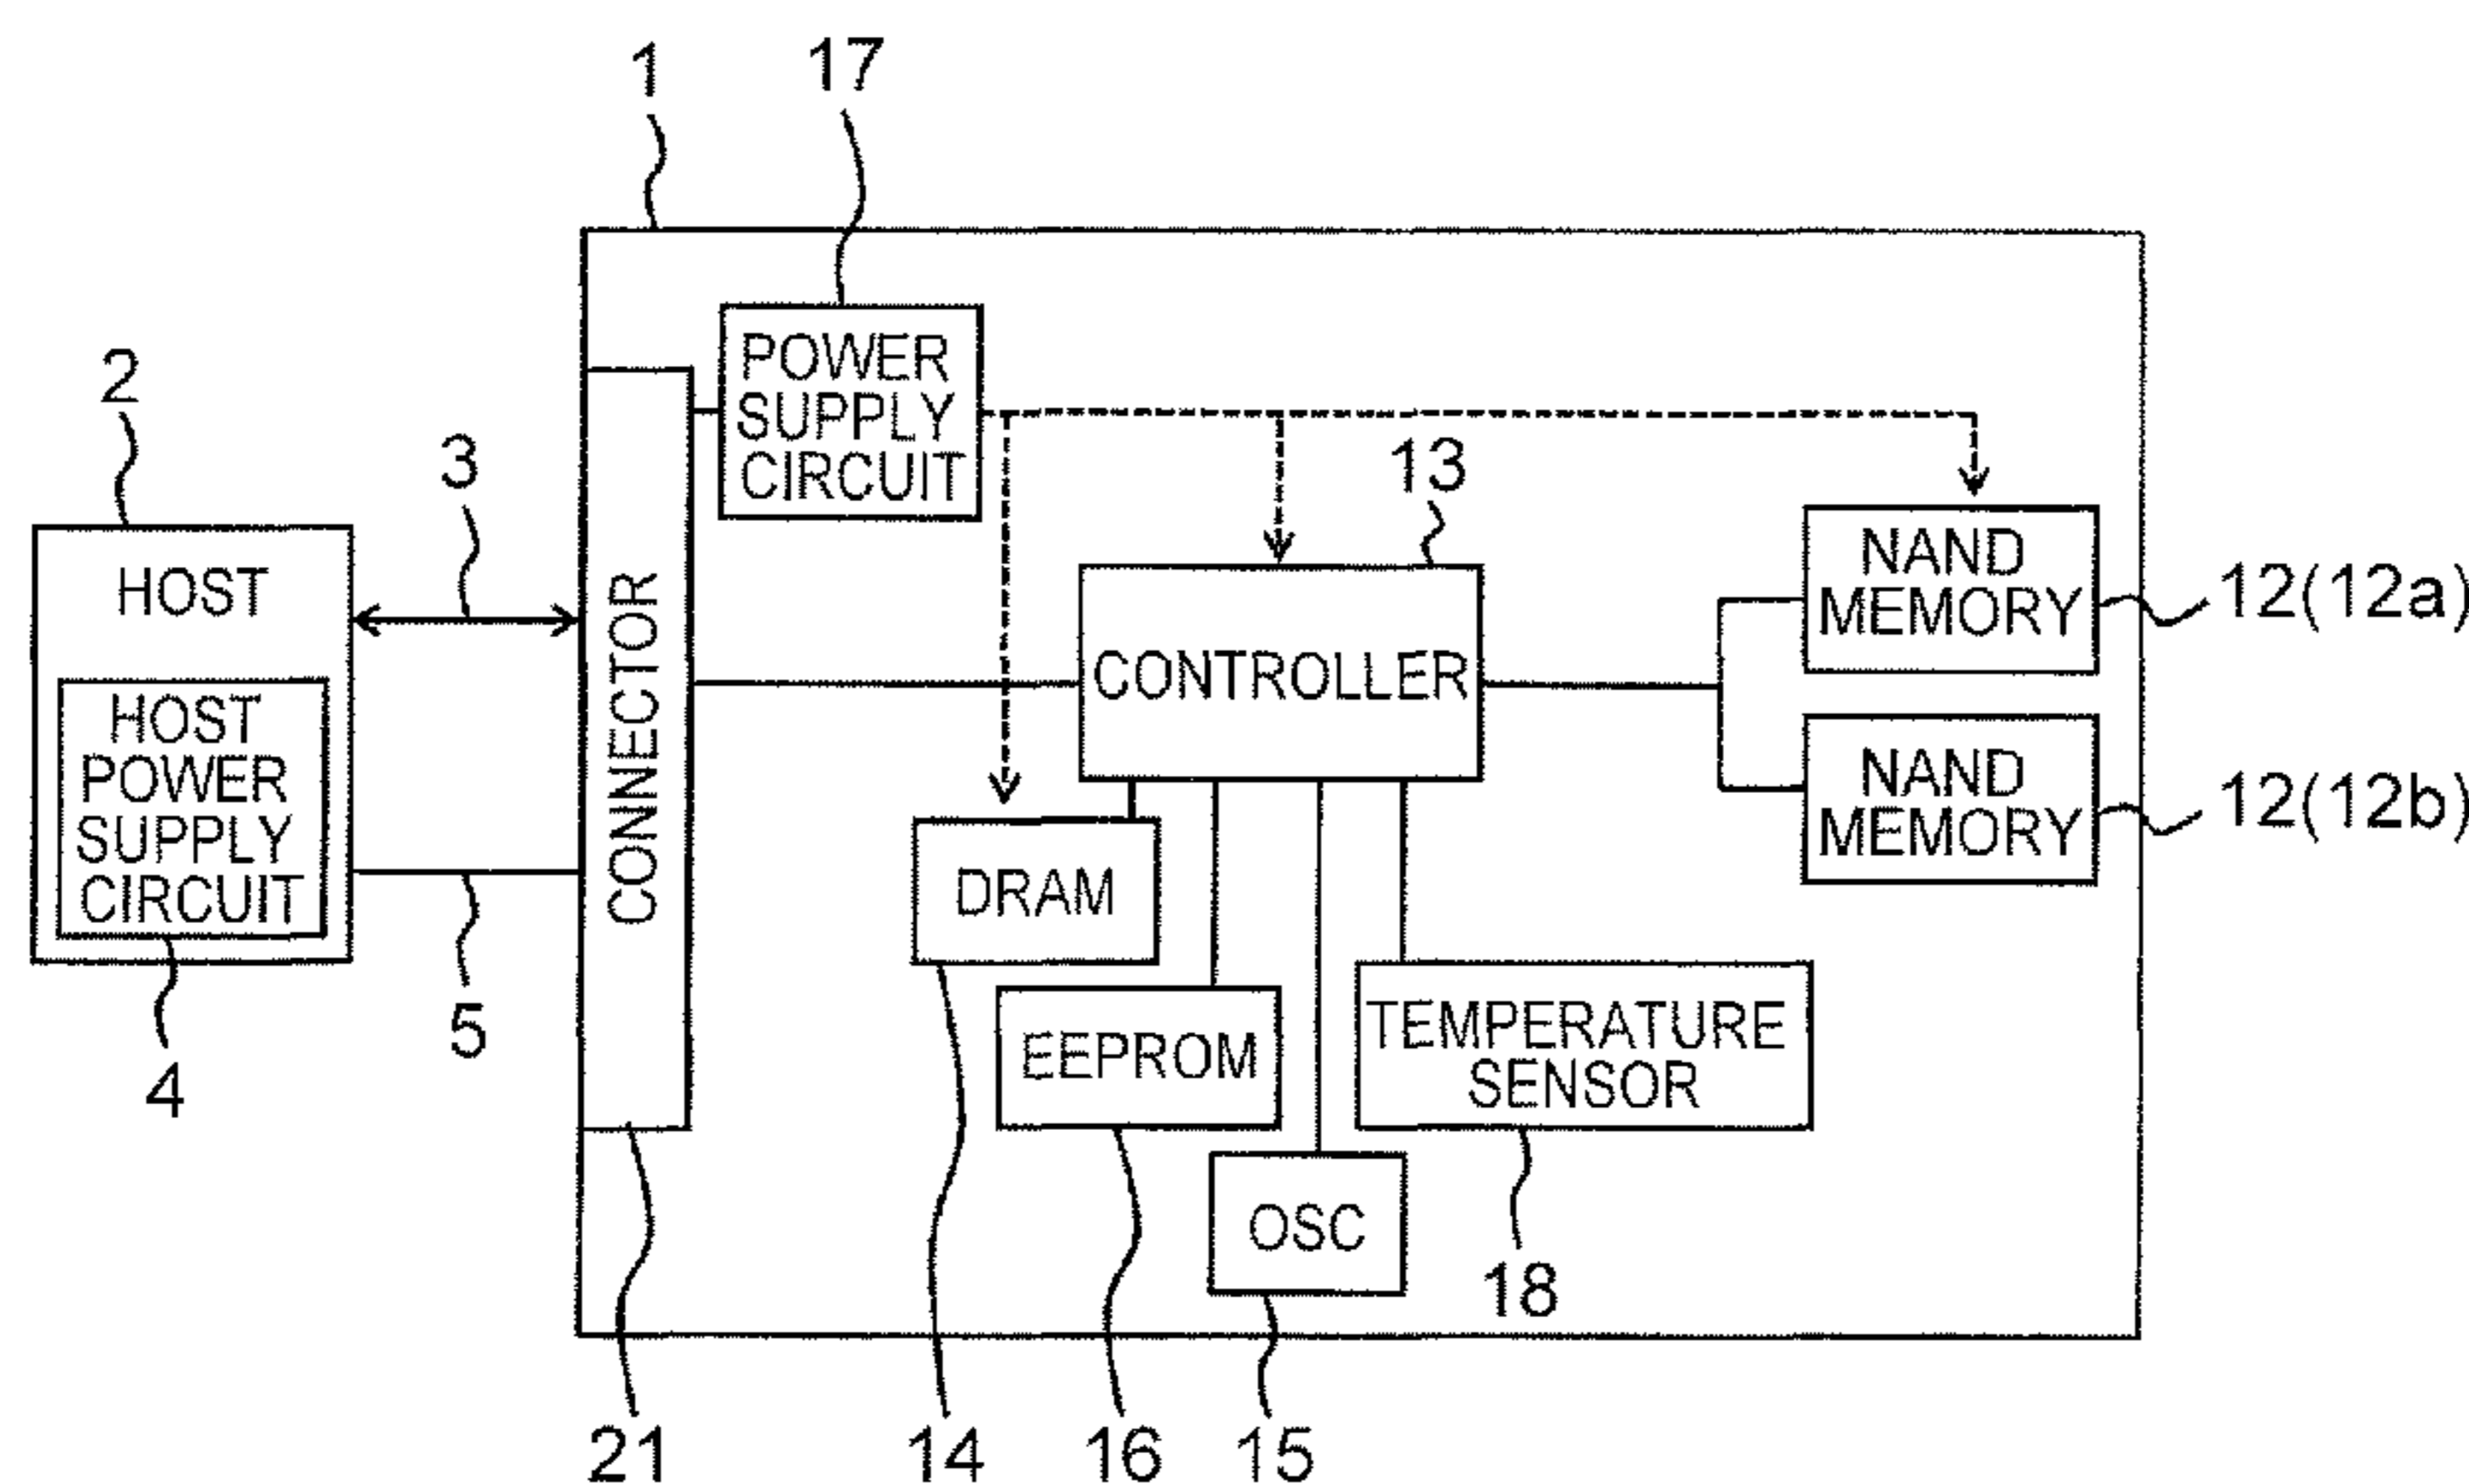 1
17
POWER
SUPPLY
CIRCUIT
2
3
13
HOST
NAND
MEMORY
12(12a)
CONNECTOR
CONTROLLER
HOST
POWER
SUPPLY
CIRCUIT
NAND
MEMORY
12(12b)
DRAM
5
4
EEPROM
TEMPERATURE
SENSOR
OSC
18
21
14
16
15